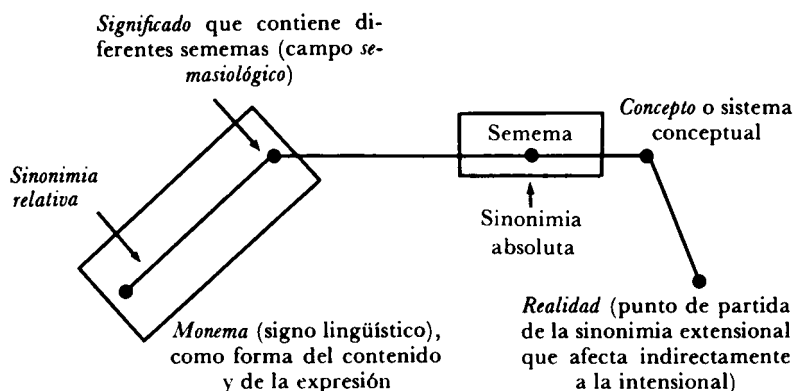 Significado que contiene di-
ferentes sememas (campo se-
masiológico)
Concepto o sistema
conceptual
Semema
Sinonimia
relativa
Sinonimia
absoluta
Monema (signo lingüístico),
como forma del contenido
y de la expresión
Realidad (punto de partida
de la sinonimia extensional
que afecta indirectamente
a la intensional)